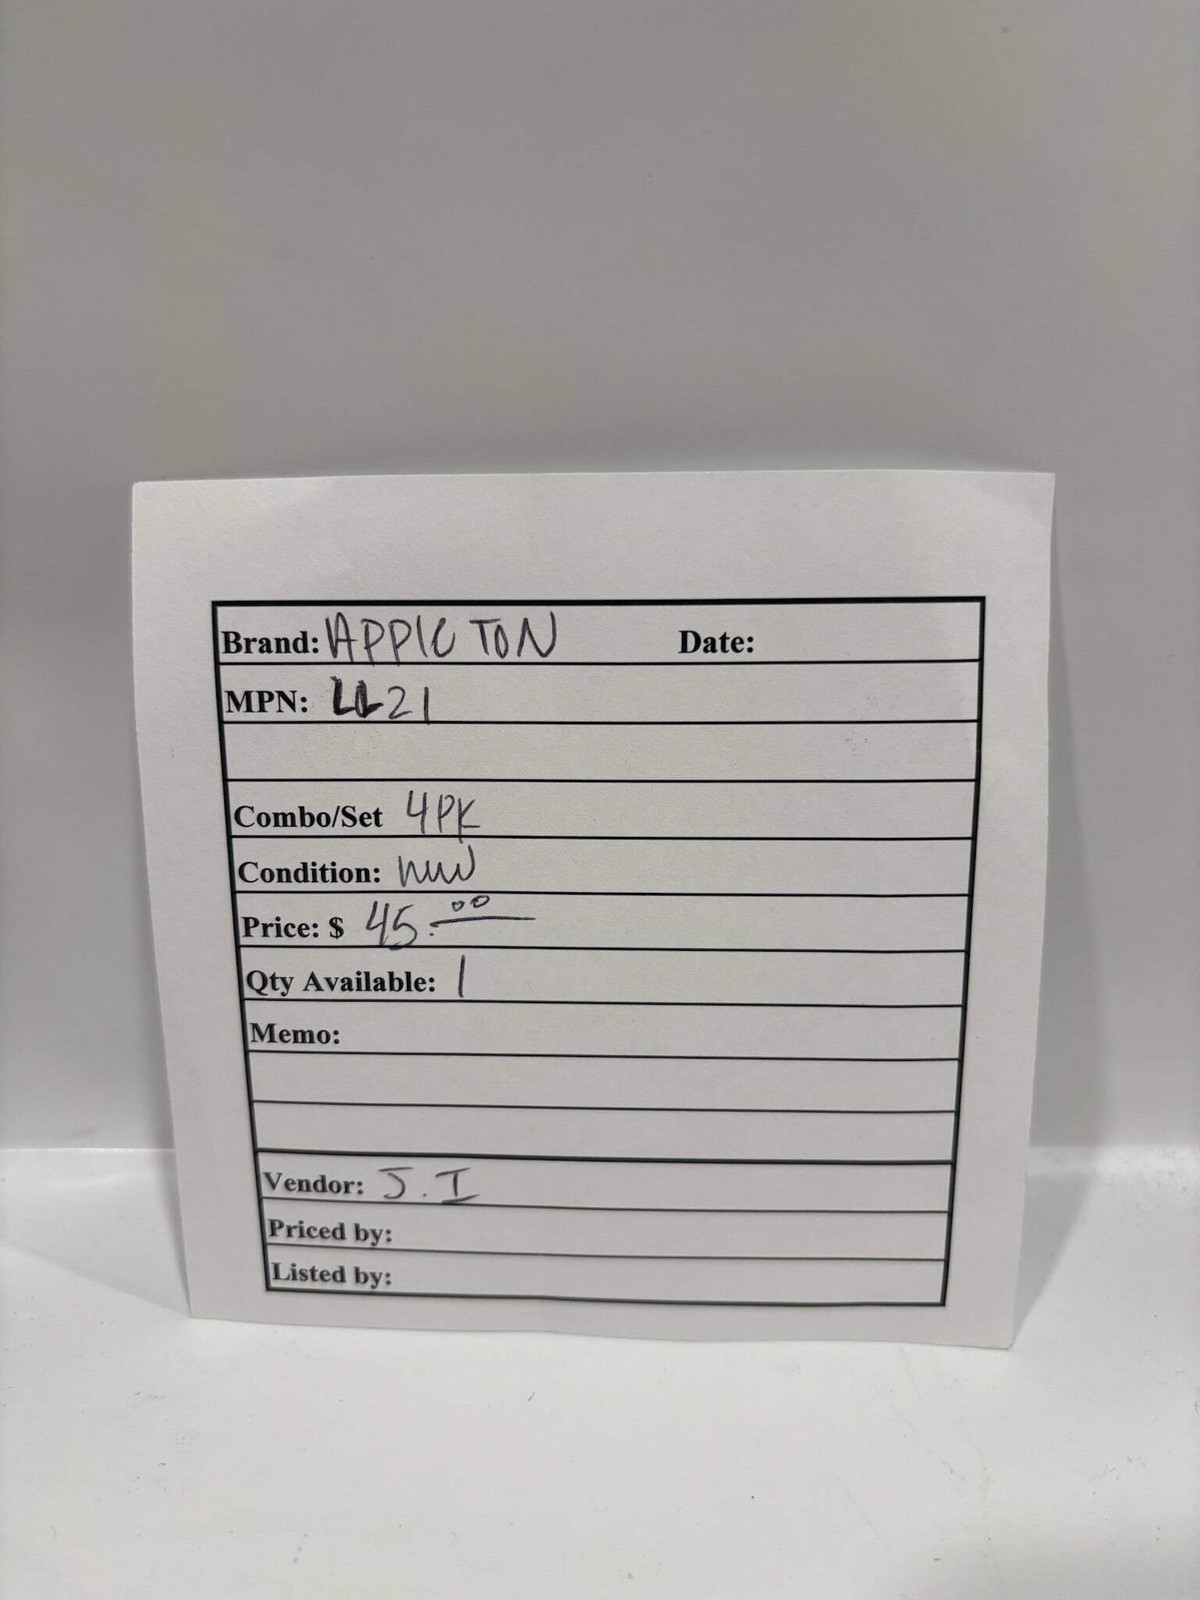 Brand: APPLETON Date:
MPN: LL21
Combo/Set 4PK
Condition: New
Price: $ 45.00
Qty Available: 1
Memo:
Vendor: J.I
Priced by:
Listed by: